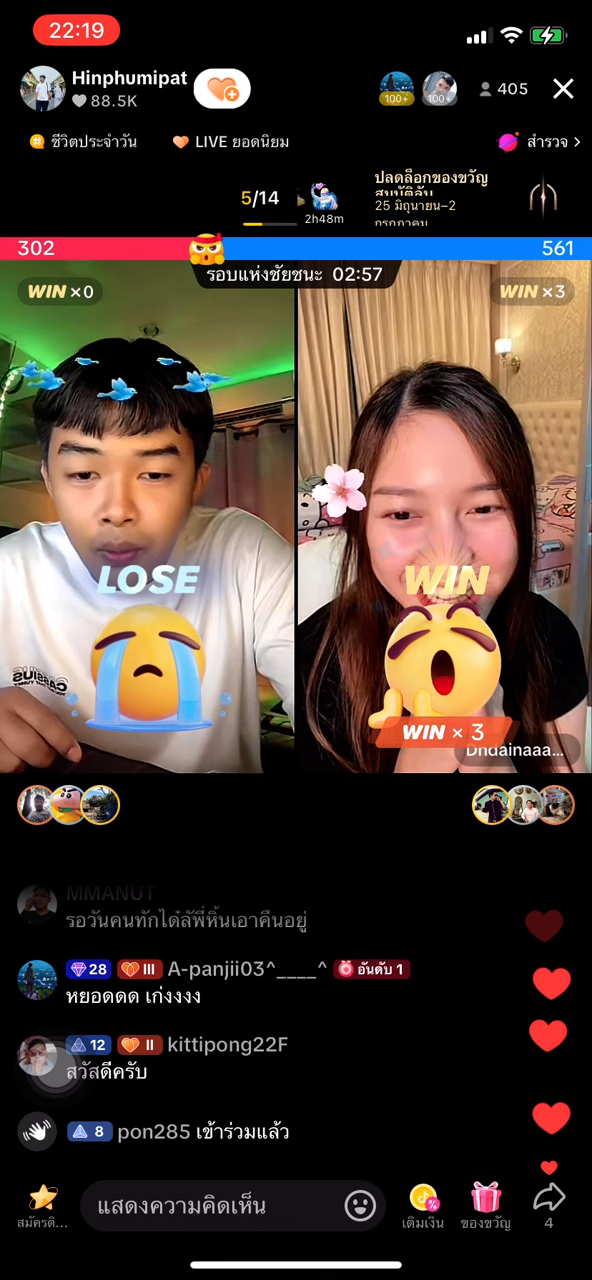 22:19
Hinphumipat
88.5K
100+
100+
405
ชีวิตประจำวัน
LIVE ยอดนิยม
สำรวจ >
5/14
2h48m
ปลดล็อกของขวัญ
25 มิถุนายน–2
302
561
รอบแห่งชัยชนะ 02:57
WIN ×0
WIN ×3
LOSE
WIN
CASSIUS
WIN × 3
Dhdainaaa...
MMANUT
รอวันคนทักได๋ลัพี่หิ้นเอาคืนอยู่
28 III A-panjii03^____^ อันดับ 1
หยอดดด เก่งงงง
12 II kittipong22F
สวัสดีครับ
8 pon285 เข้าร่วมแล้ว
สมัครติ...
แสดงความคิดเห็น
เติมเงิน
ของขวัญ
4